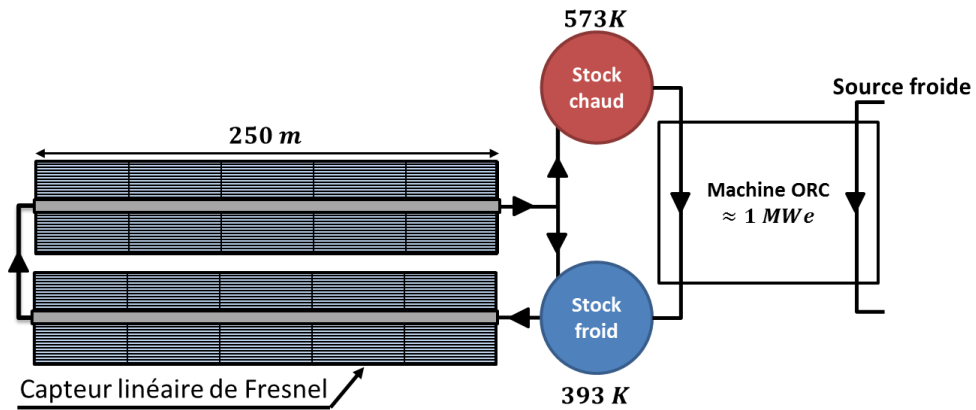 573K
Stock
chaud
Source froide
250 m
Machine ORC
≈ 1 MWe
Stock
froid
Capteur linéaire de Fresnel
393 K